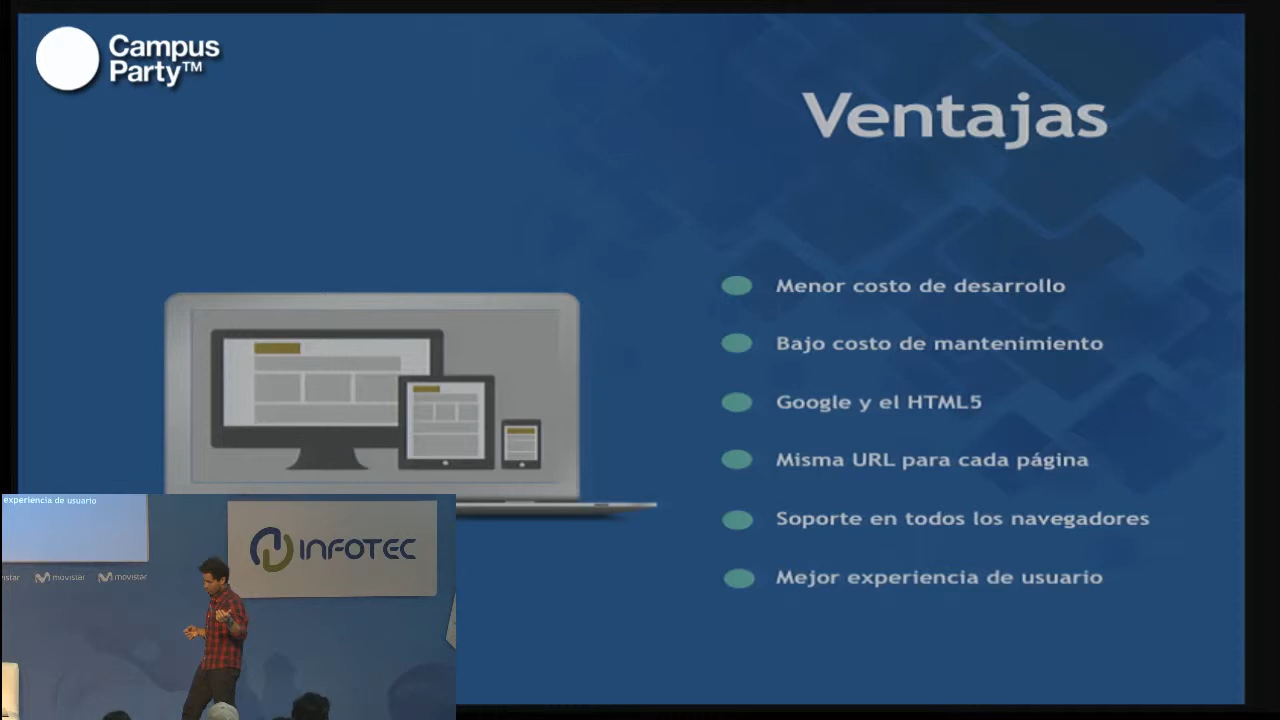 Campus
Party™
Ventajas
Menor costo de desarrollo
Bajo costo de mantenimiento
Google y el HTML5
Misma URL para cada página
Soporte en todos los navegadores
Mejor experiencia de usuario
experiencia de usuario
INFOTEC
istar movistar movistar